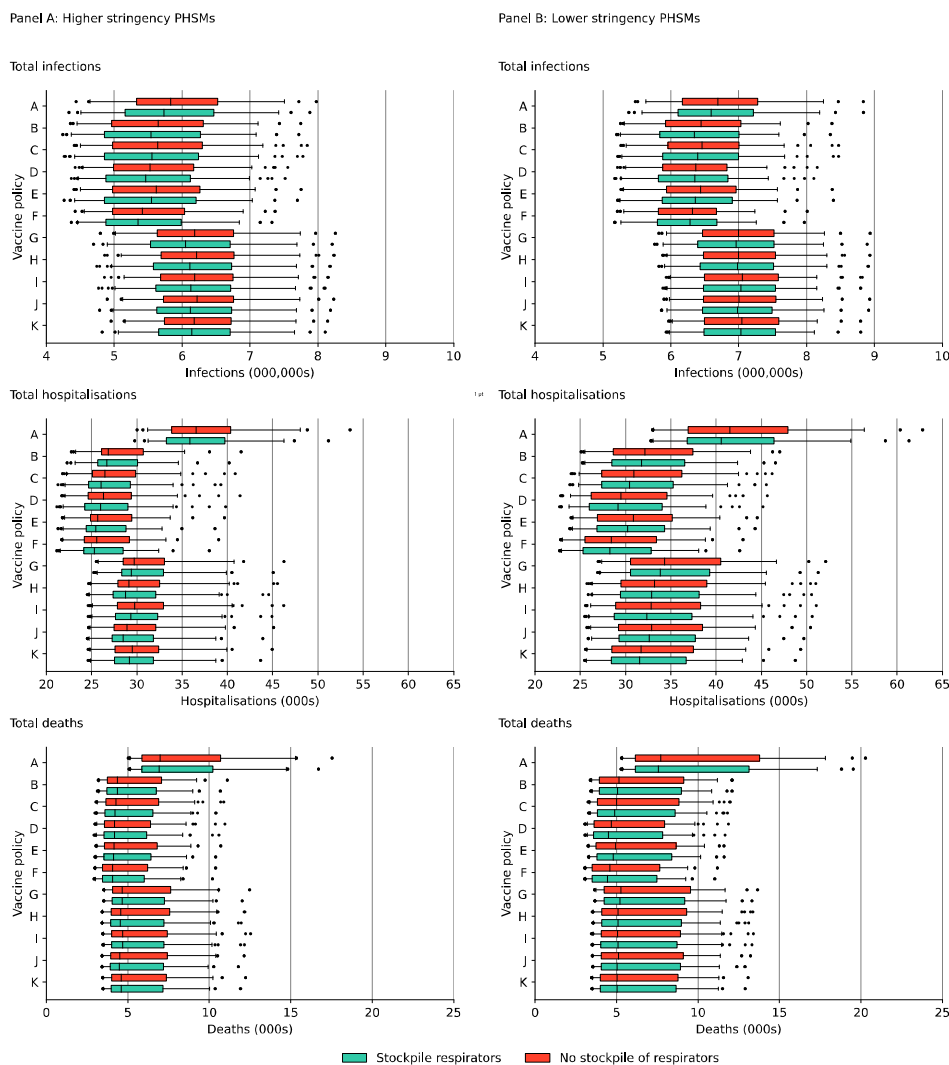 Panel A: Higher stringency PHSMs
Panel B: Lower stringency PHSMs
Total infections
Total infections
Vaccine policy
A
B
C
D
E
F
G
H
I
J
K
4 5 6 7 8 9 10
Infections (000,000s)
Vaccine policy
A
B
C
D
E
F
G
H
I
J
K
4 5 6 7 8 9 10
Infections (000,000s)
Total hospitalisations
1 pt
Total hospitalisations
Vaccine policy
A
B
C
D
E
F
G
H
I
J
K
20 25 30 35 40 45 50 55 60 65
Hospitalisations (000s)
Vaccine policy
A
B
C
D
E
F
G
H
I
J
K
20 25 30 35 40 45 50 55 60 65
Hospitalisations (000s)
Total deaths
Total deaths
Vaccine policy
A
B
C
D
E
F
G
H
I
J
K
0 5 10 15 20 25
Deaths (000s)
Vaccine policy
A
B
C
D
E
F
G
H
I
J
K
0 5 10 15 20 25
Deaths (000s)
Stockpile respirators
No stockpile of respirators